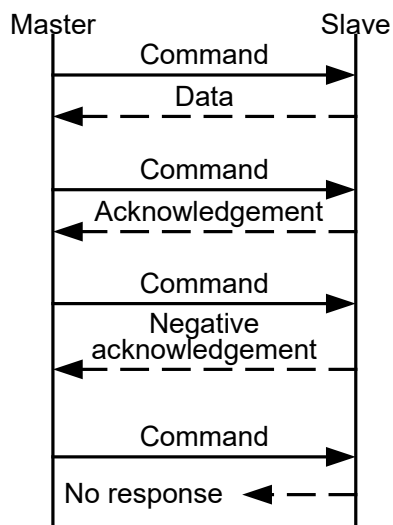 Master
Slave
Command
Data
Command
Acknowledgement
Command
Negative
acknowledgement
Command
No response